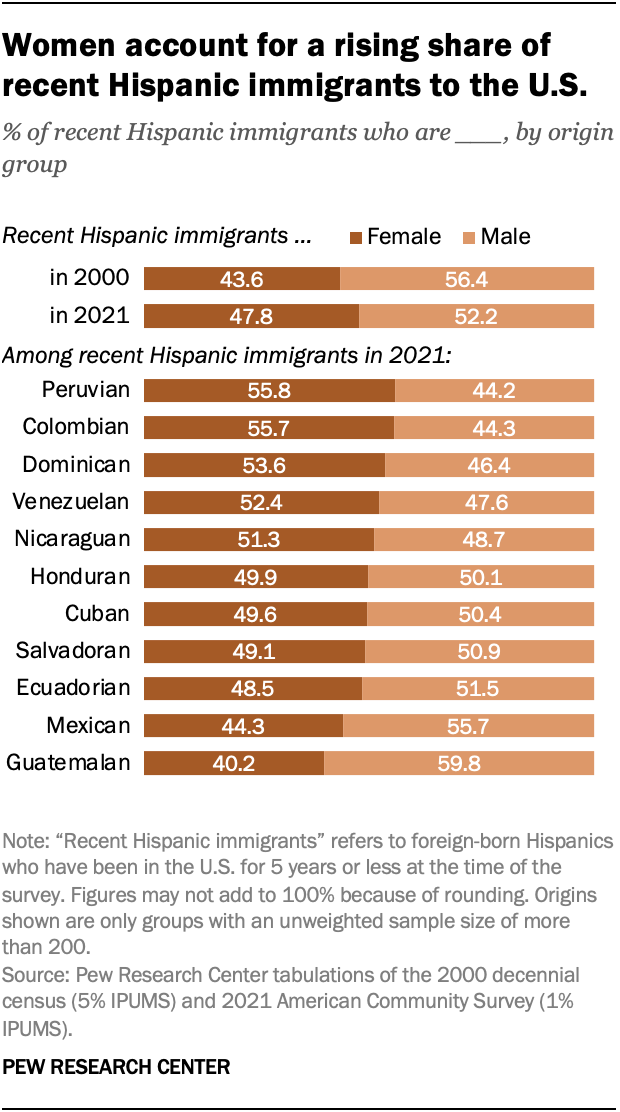 Women account for a rising share of
recent Hispanic immigrants to the U.S.
% of recent Hispanic immigrants who are ___, by origin
group
Recent Hispanic immigrants ... Female Male
in 2000 43.6 56.4
in 2021 47.8 52.2
Among recent Hispanic immigrants in 2021:
Peruvian 55.8 44.2
Colombian 55.7 44.3
Dominican 53.6 46.4
Venezuelan 52.4 47.6
Nicaraguan 51.3 48.7
Honduran 49.9 50.1
Cuban 49.6 50.4
Salvadoran 49.1 50.9
Ecuadorian 48.5 51.5
Mexican 44.3 55.7
Guatemalan 40.2 59.8
Note: “Recent Hispanic immigrants” refers to foreign-born Hispanics
who have been in the U.S. for 5 years or less at the time of the
survey. Figures may not add to 100% because of rounding. Origins
shown are only groups with an unweighted sample size of more
than 200.
Source: Pew Research Center tabulations of the 2000 decennial
census (5% IPUMS) and 2021 American Community Survey (1%
IPUMS).
PEW RESEARCH CENTER